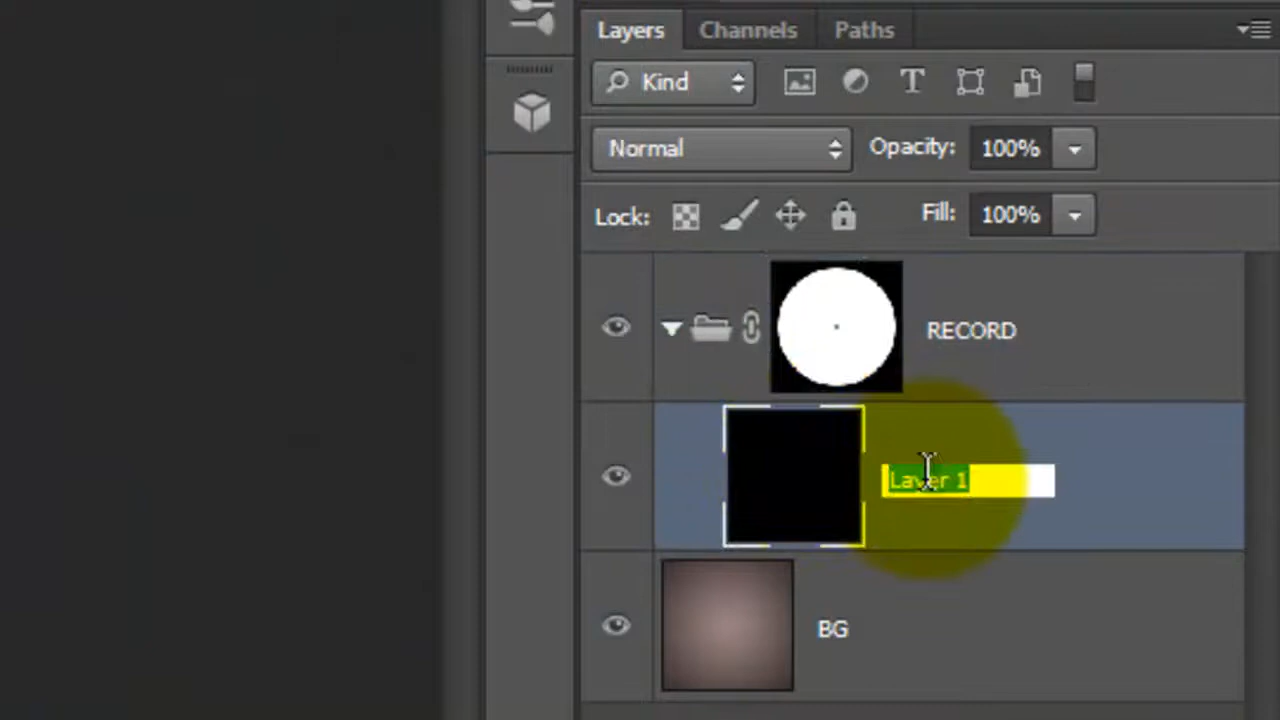 Layers Channels Paths
Kind T
Normal Opacity: 100%
Lock: Fill: 100%
RECORD
Layer 1
BG